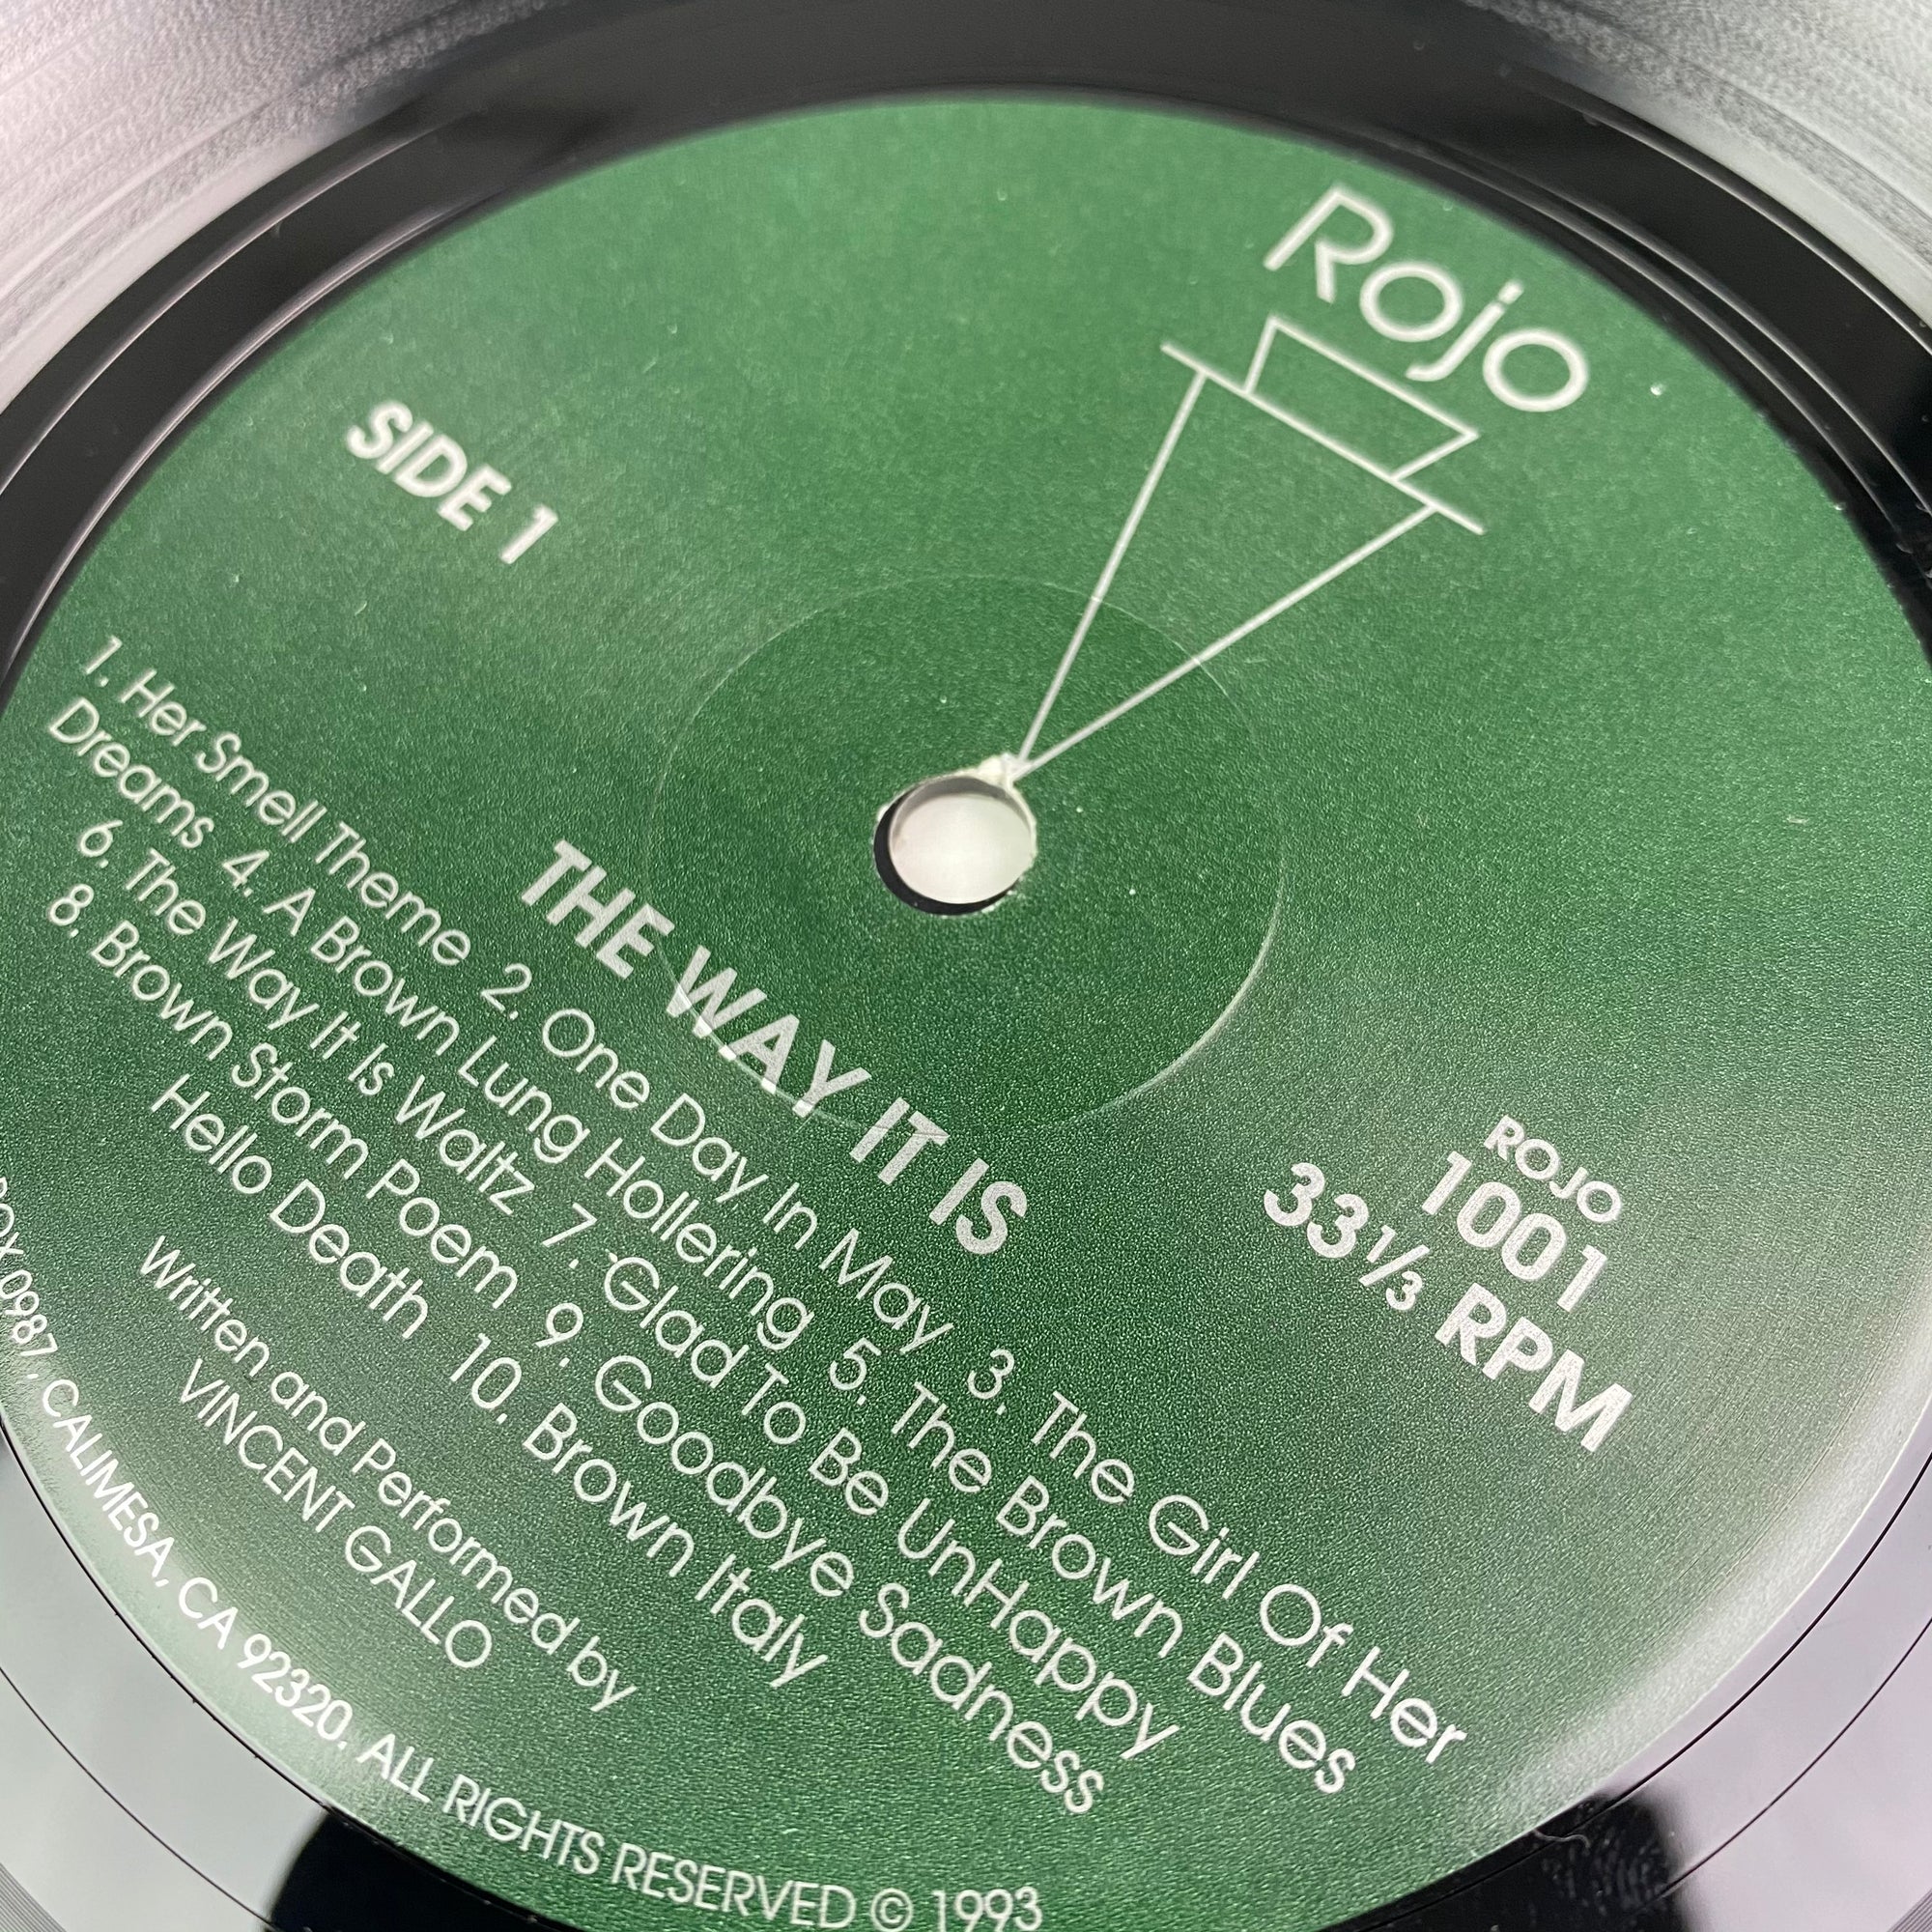 Rojo
SIDE 1
ROJO
1001
33⅓ RPM
THE WAY IT IS
1. Her Smell Theme 2. One Day In May 3. The Girl Of Her
Dreams 4. A Brown Lung Hollering 5. The Brown Blues
6. The Way It Is Waltz 7. Glad To Be UnHappy
8. Brown Storm Poem 9. Goodbye Sadness
Hello Death 10. Brown Italy
Written and Performed by
VINCENT GALLO
BOX 0987, CALIMESA, CA 92320. ALL RIGHTS RESERVED © 1993